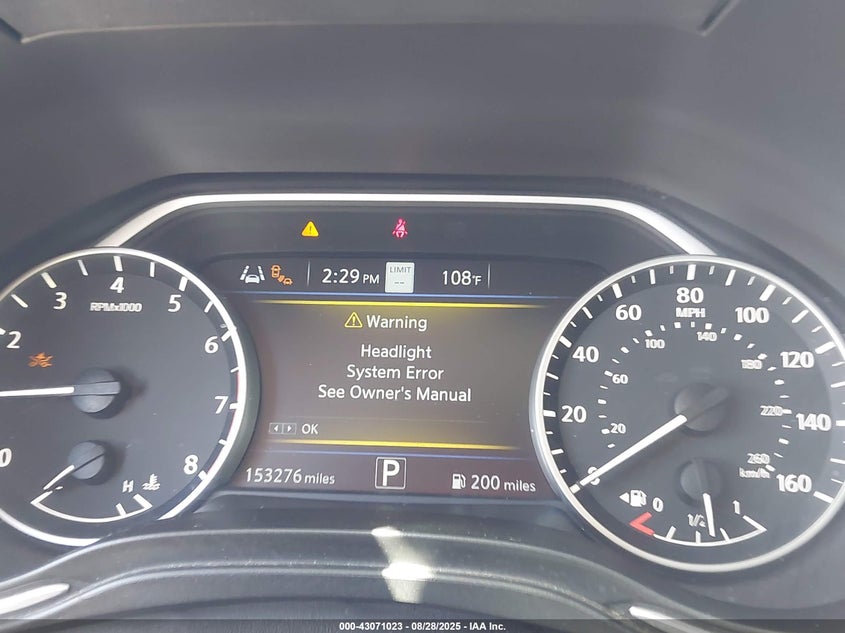 2:29 PM
LIMIT
--
108°F
Warning
Headlight
System Error
See Owner's Manual
OK
153276 miles
P
200 miles
0
2
3
4
5
6
7
8
RPMx1000
H
0
20
40
60
80
100
120
140
160
MPH
20
60
100
140
180
220
260
km/h
0
1/2
1
000-43071023 - 08/28/2025 - IAA Inc.